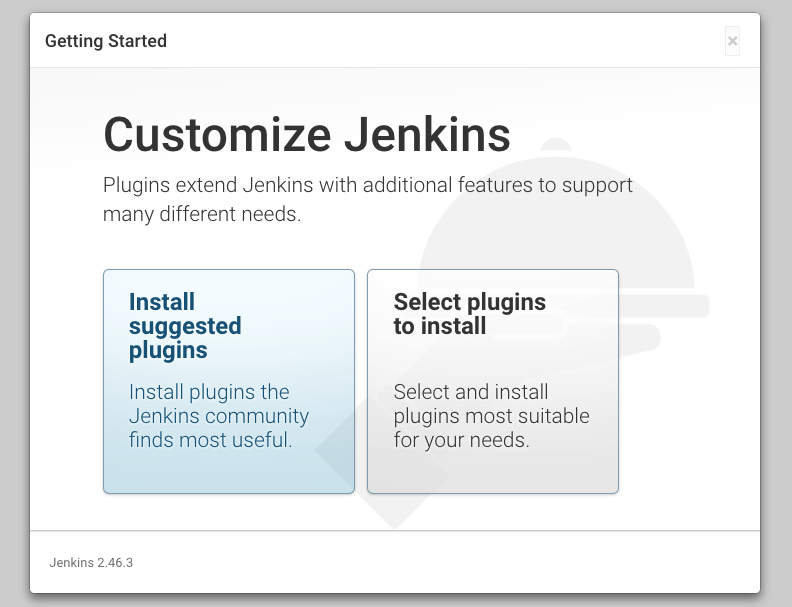 Getting Started
×
Customize Jenkins
Plugins extend Jenkins with additional features to support
many different needs.
Install
suggested
plugins
Install plugins the
Jenkins community
finds most useful.
Select plugins
to install
Select and install
plugins most suitable
for your needs.
Jenkins 2.46.3